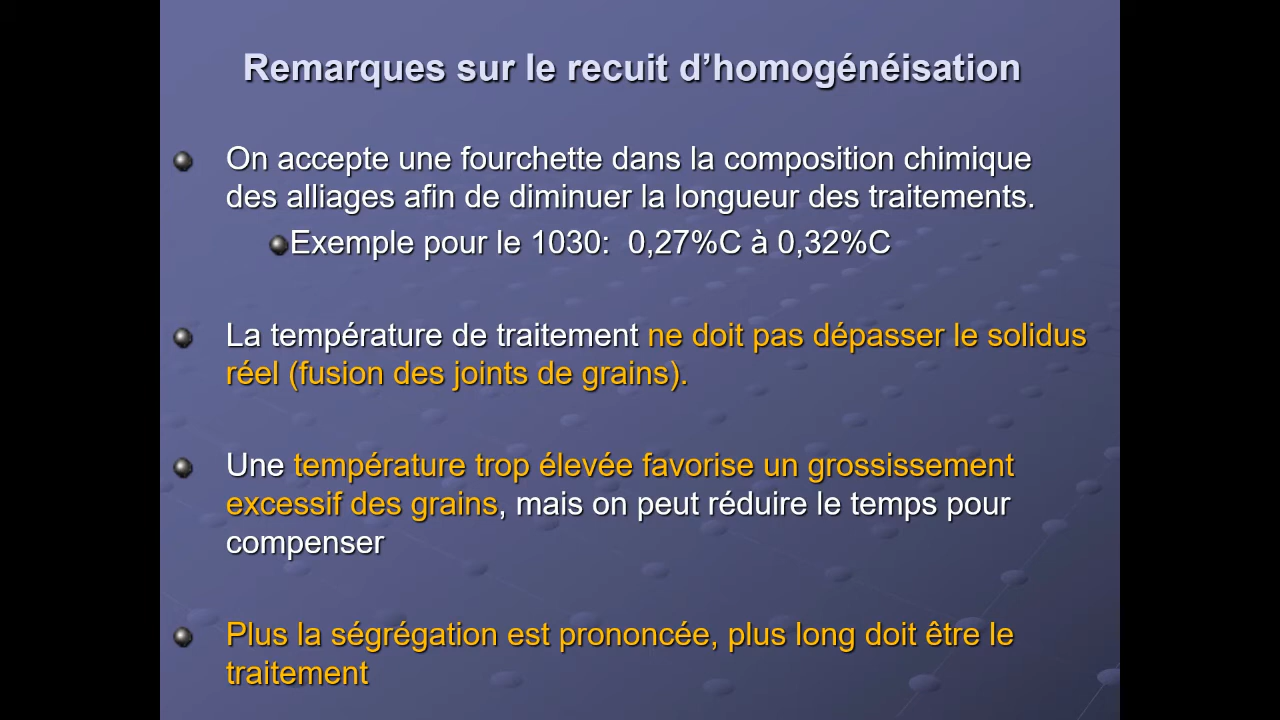 Remarques sur le recuit d’homogénéisation
On accepte une fourchette dans la composition chimique
des alliages afin de diminuer la longueur des traitements.
Exemple pour le 1030: 0,27%C à 0,32%C
La température de traitement ne doit pas dépasser le solidus
réel (fusion des joints de grains).
Une température trop élevée favorise un grossissement
excessif des grains, mais on peut réduire le temps pour
compenser
Plus la ségrégation est prononcée, plus long doit être le
traitement